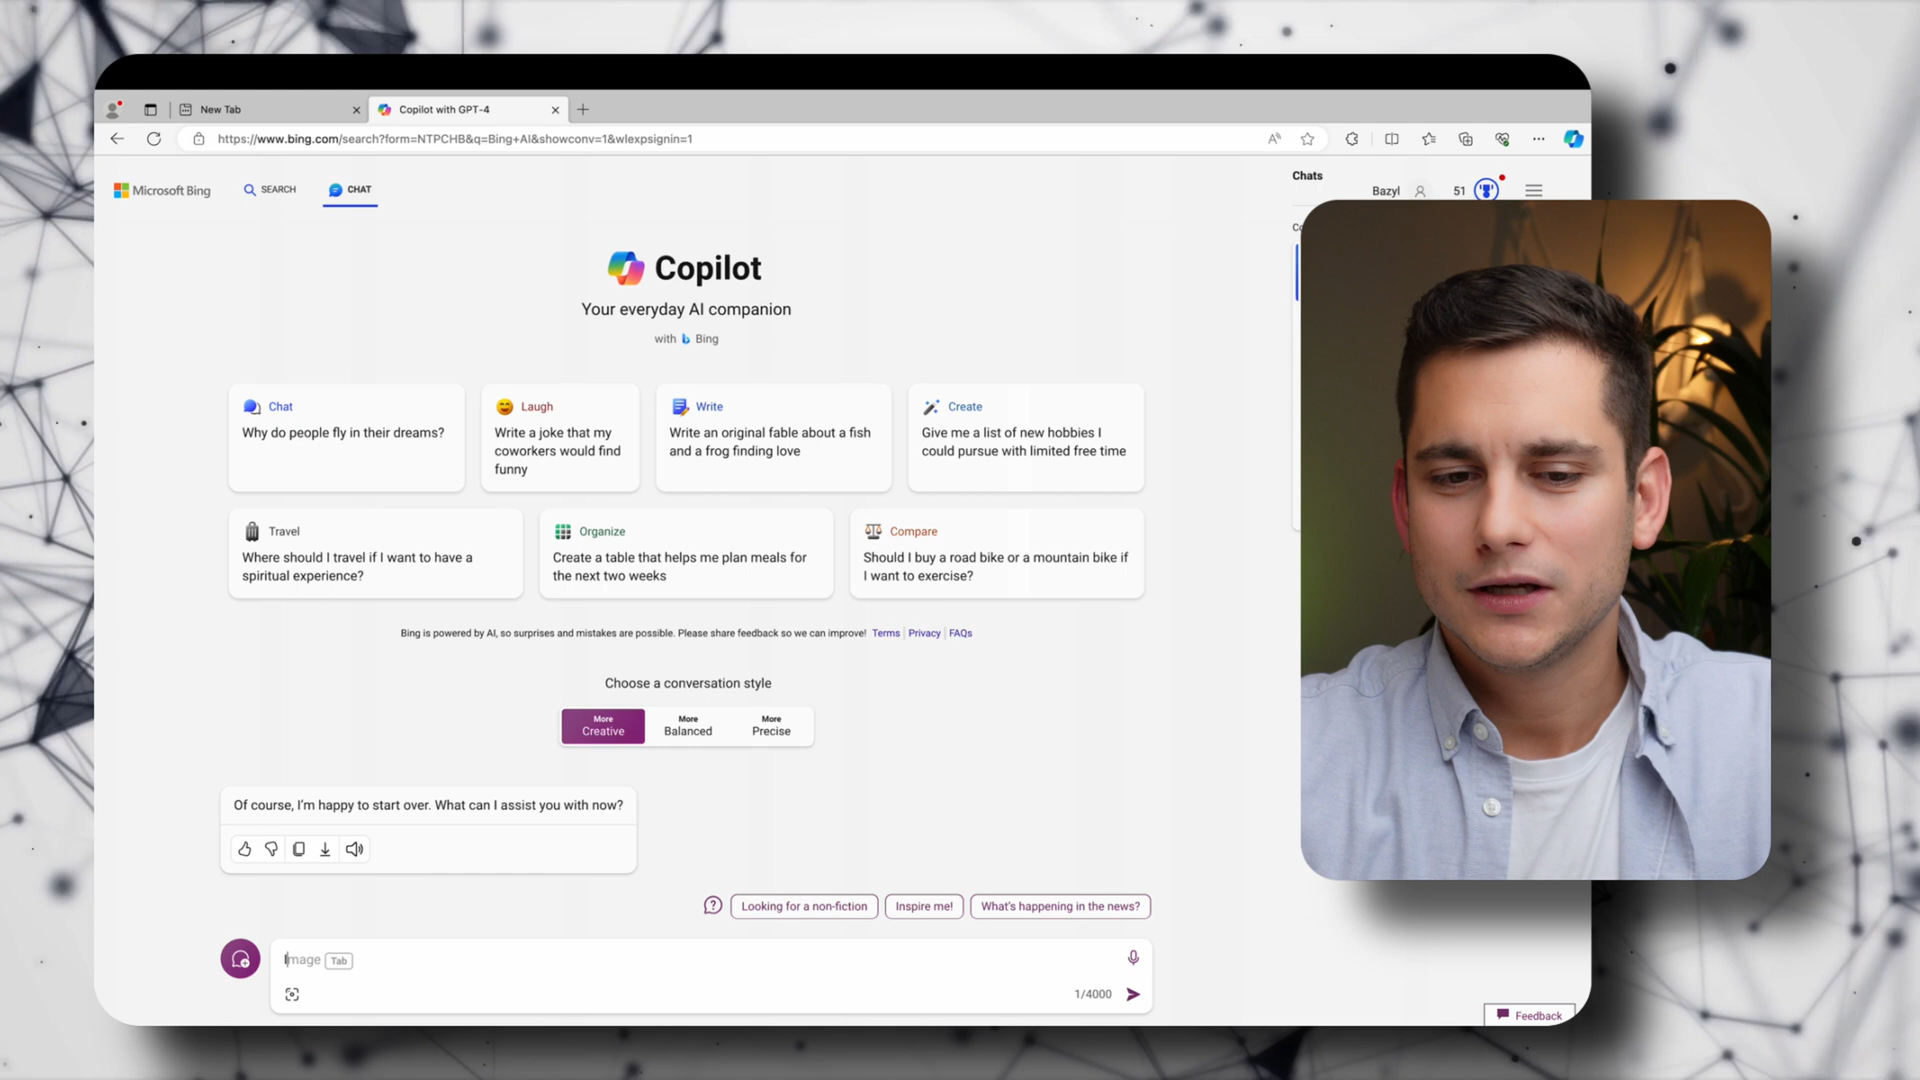 New Tab
Copilot with GPT-4
https://www.bing.com/search?form=NTPCHB&q=Bing+AI&showconv=1&wlexpsignin=1
Microsoft Bing
SEARCH
CHAT
Chats
Bazyl
51
Copilot
Your everyday AI companion
with Bing
Chat
Why do people fly in their dreams?
Laugh
Write a joke that my
coworkers would find
funny
Write
Write an original fable about a fish
and a frog finding love
Create
Give me a list of new hobbies I
could pursue with limited free time
Travel
Where should I travel if I want to have a
spiritual experience?
Organize
Create a table that helps me plan meals for
the next two weeks
Compare
Should I buy a road bike or a mountain bike if
I want to exercise?
Bing is powered by AI, so surprises and mistakes are possible. Please share feedback so we can improve! Terms Privacy FAQs
Choose a conversation style
More
Creative
More
Balanced
More
Precise
Of course, I'm happy to start over. What can I assist you with now?
Looking for a non-fiction
Inspire me!
What's happening in the news?
Image Tab
1/4000
Feedback